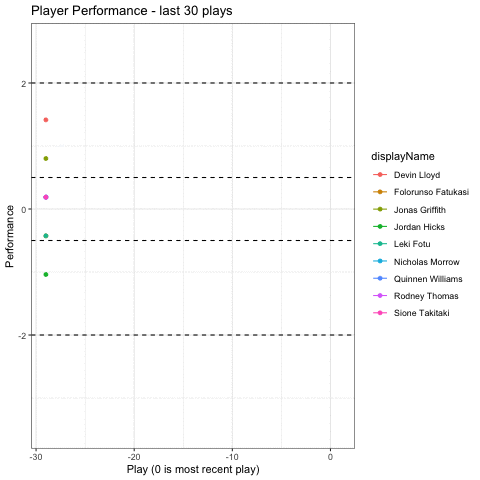 Player Performance - last 30 plays
2
0
-2
Performance
-30
-20
-10
0
Play (0 is most recent play)
displayName
Devin Lloyd
Folorunso Fatukasi
Jonas Griffith
Jordan Hicks
Leki Fotu
Nicholas Morrow
Quinnen Williams
Rodney Thomas
Sione Takitaki